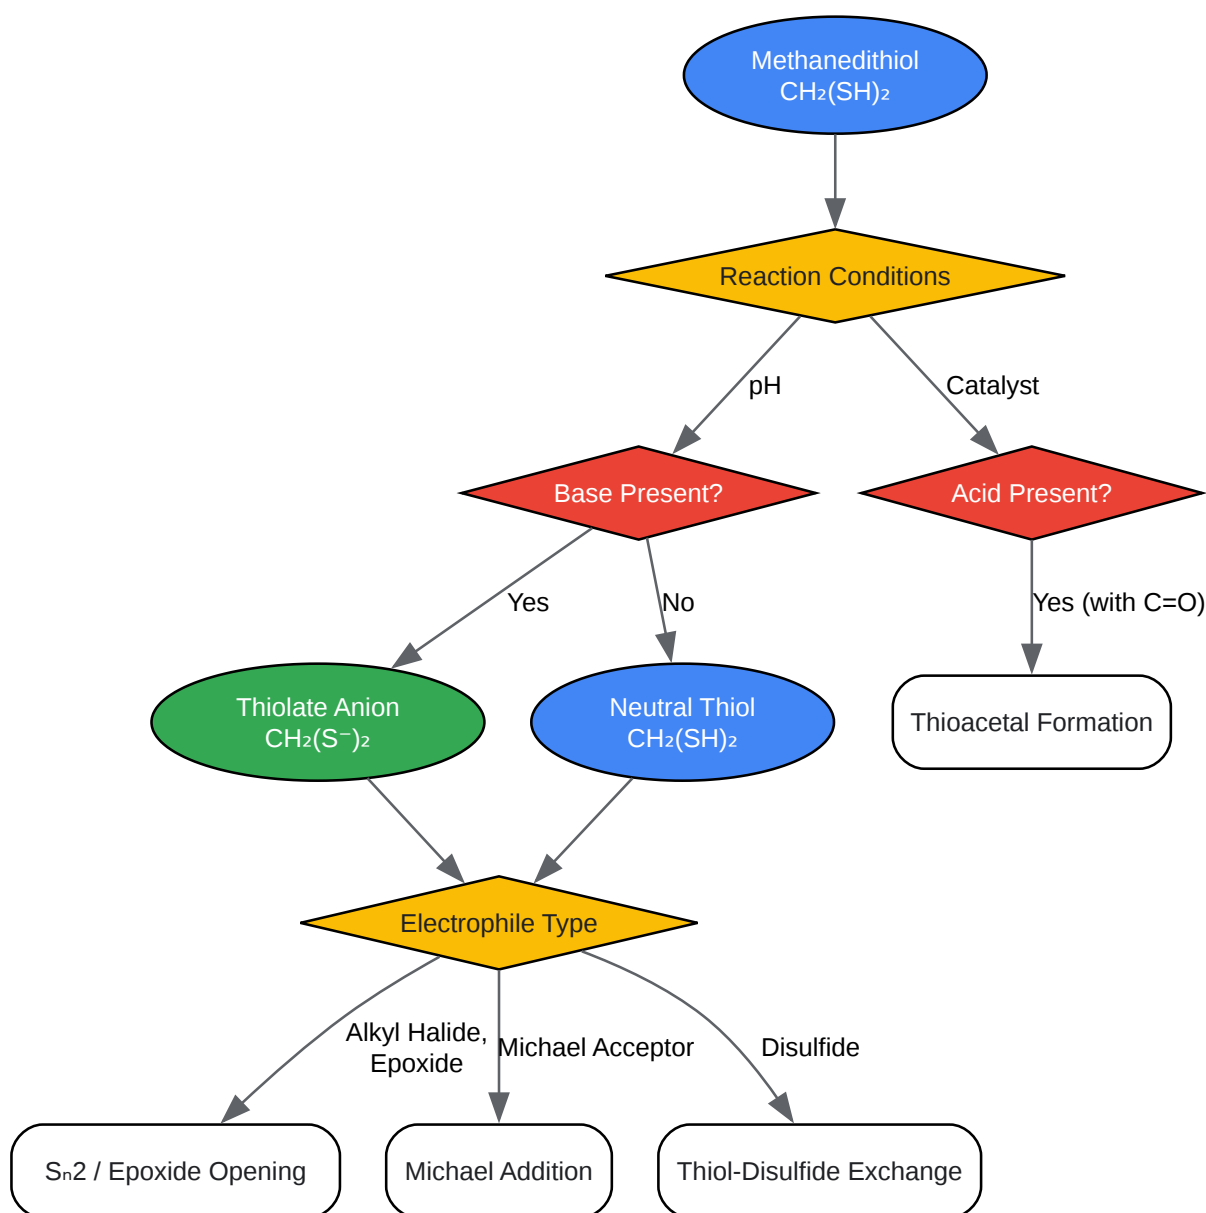 Methanedithiol
CH₂(SH)₂
Reaction Conditions
pH
Catalyst
Base Present?
Acid Present?
Yes
No
Yes (with C=O)
Thiolate Anion
CH₂(S⁻)₂
Neutral Thiol
CH₂(SH)₂
Thioacetal Formation
Electrophile Type
Alkyl Halide,
Epoxide
Michael Acceptor
Disulfide
Sₙ2 / Epoxide Opening
Michael Addition
Thiol-Disulfide Exchange